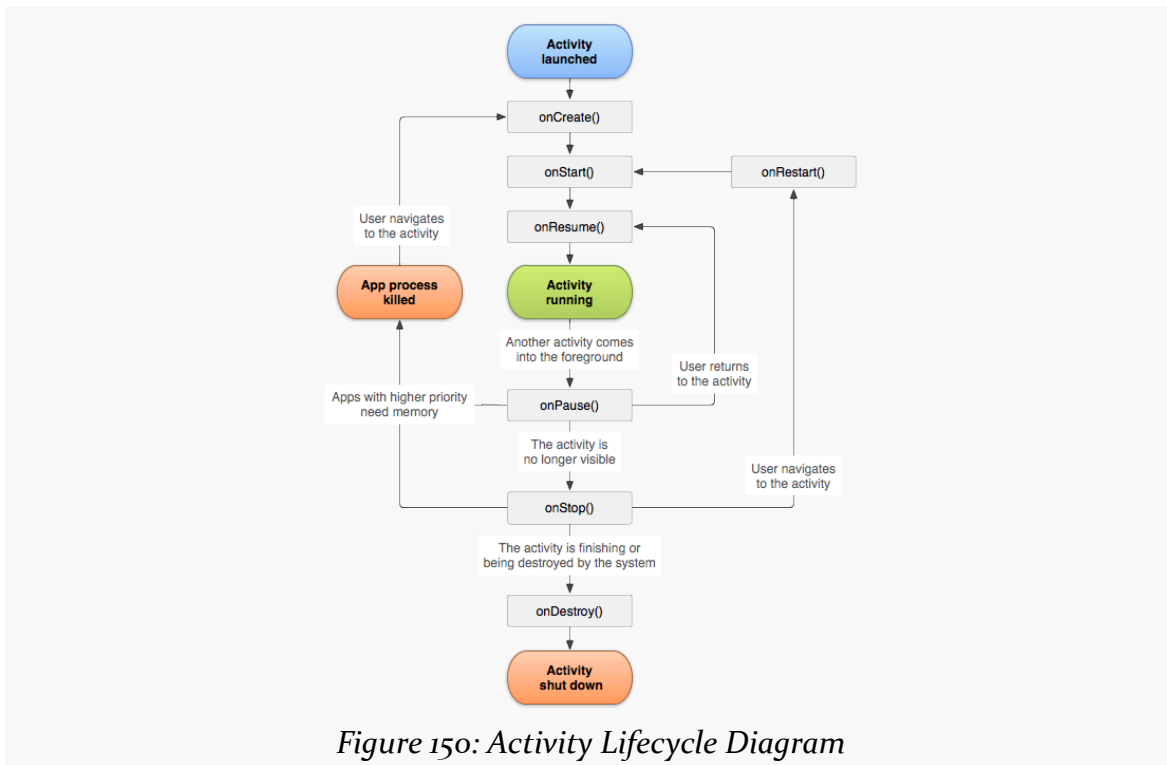 Activity
launched
onCreate()
onStart()
onRestart()
User navigates
to the activity
onResume()
App process
killed
Activity
running
Another activity comes
into the foreground
User returns
to the activity
Apps with higher priority
need memory
onPause()
The activity is
no longer visible
User navigates
to the activity
onStop()
The activity is finishing or
being destroyed by the system
onDestroy()
Activity
shut down
Figure 150: Activity Lifecycle Diagram